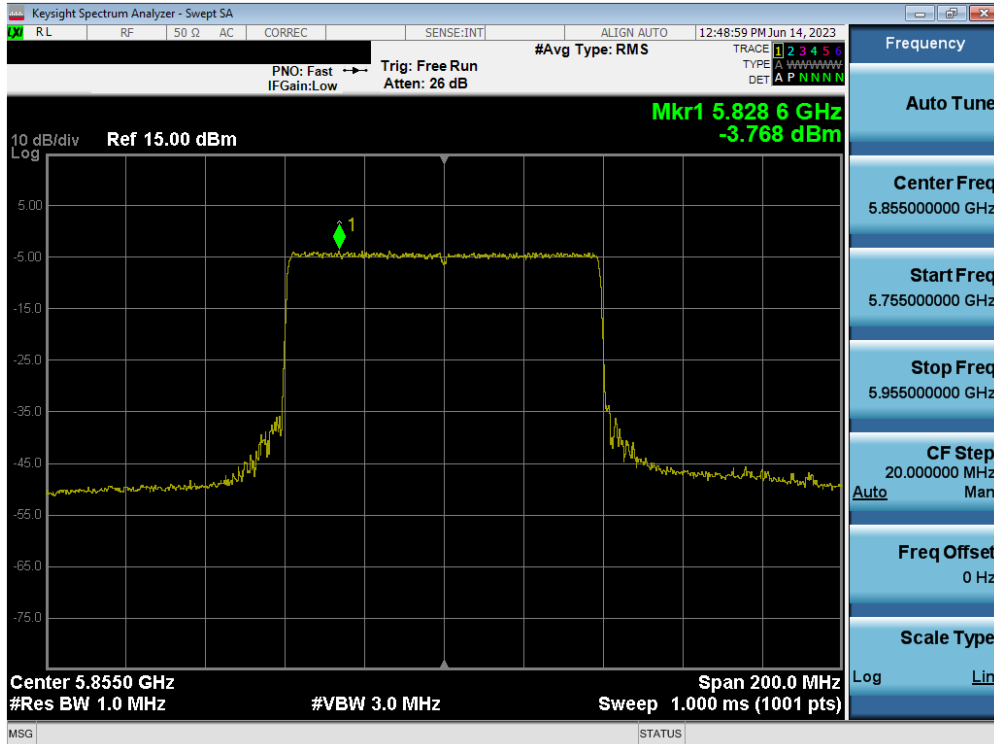 Keysight Spectrum Analyzer - Swept SA
LXI RL RF 50 Ω AC CORREC SENSE:INT ALIGN AUTO 12:48:59 PM Jun 14, 2023
PNO: Fast
IFGain:Low
Trig: Free Run
Atten: 26 dB
#Avg Type: RMS
TRACE 1 2 3 4 5 6
TYPE A WWWWW
DET A P N N N N
Mkr1 5.828 6 GHz
-3.768 dBm
10 dB/div Ref 15.00 dBm
Log
5.00
-5.00
-15.0
-25.0
-35.0
-45.0
-55.0
-65.0
-75.0
1
Center 5.8550 GHz
Span 200.0 MHz
#Res BW 1.0 MHz
#VBW 3.0 MHz
Sweep 1.000 ms (1001 pts)
MSG
STATUS
Frequency
Auto Tune
Center Freq
5.855000000 GHz
Start Freq
5.755000000 GHz
Stop Freq
5.955000000 GHz
CF Step
20.000000 MHz
Auto Man
Freq Offset
0 Hz
Scale Type
Log Lin